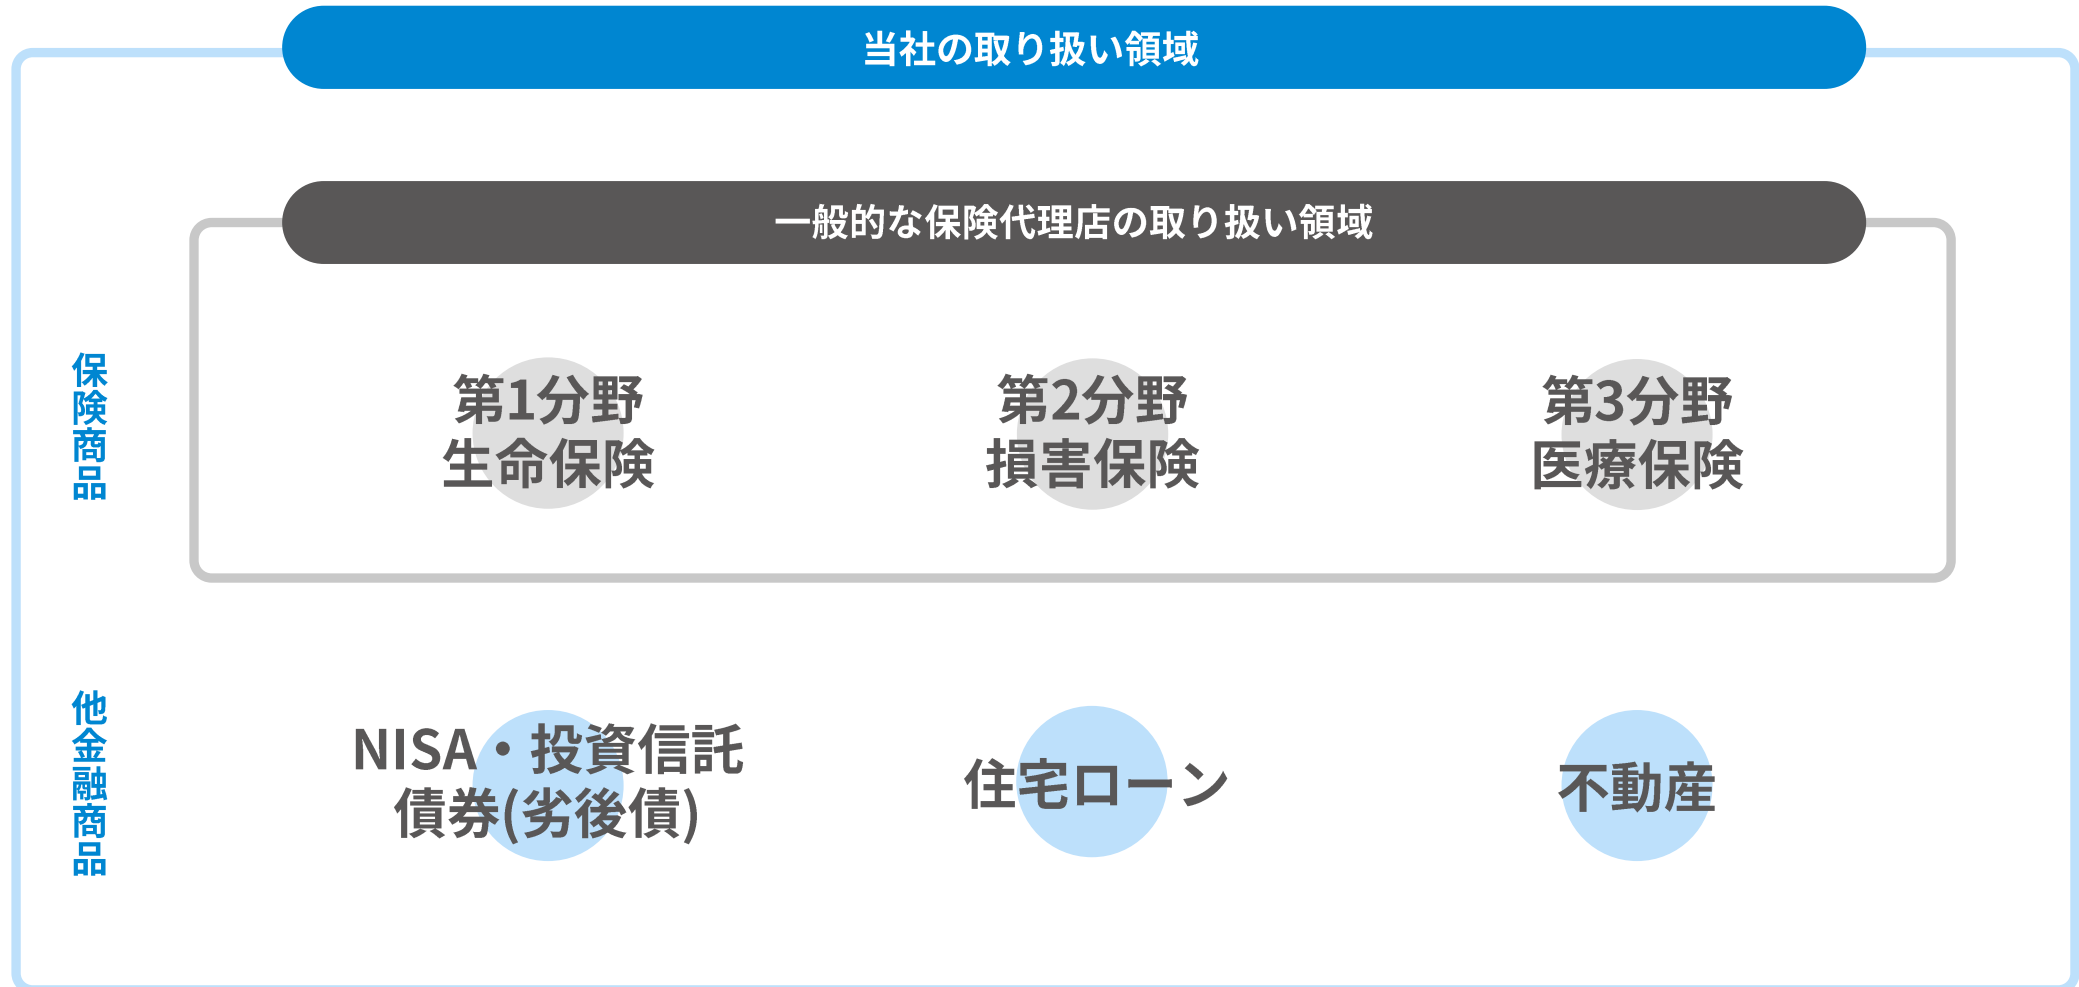 当社の取り扱い領域
一般的な保険代理店の取り扱い領域
保険商品
第1分野
生命保険
第2分野
損害保険
第3分野
医療保険
他金融商品
NISA・投資信託
債券(劣後債)
住宅ローン
不動産